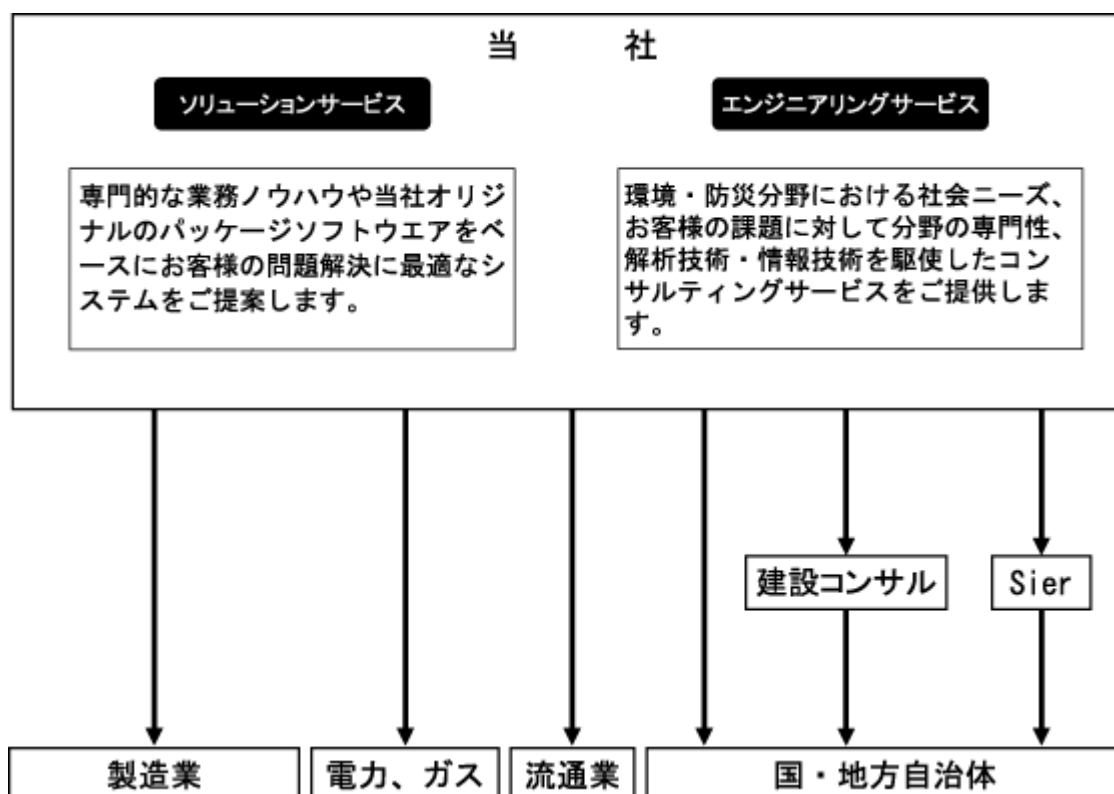 当社
ソリューションサービス
エンジニアリングサービス
専門的な業務ノウハウや当社オリジ
ナルのパッケージソフトウエアをベ
ースにお客様の問題解決に最適なシ
ステムをご提案します。
環境・防災分野における社会ニーズ、
お客様の課題に対して分野の専門性、
解析技術・情報技術を駆使したコン
サルティングサービスをご提供しま
す。
建設コンサル
Sier
製造業
電力、ガス
流通業
国・地方自治体